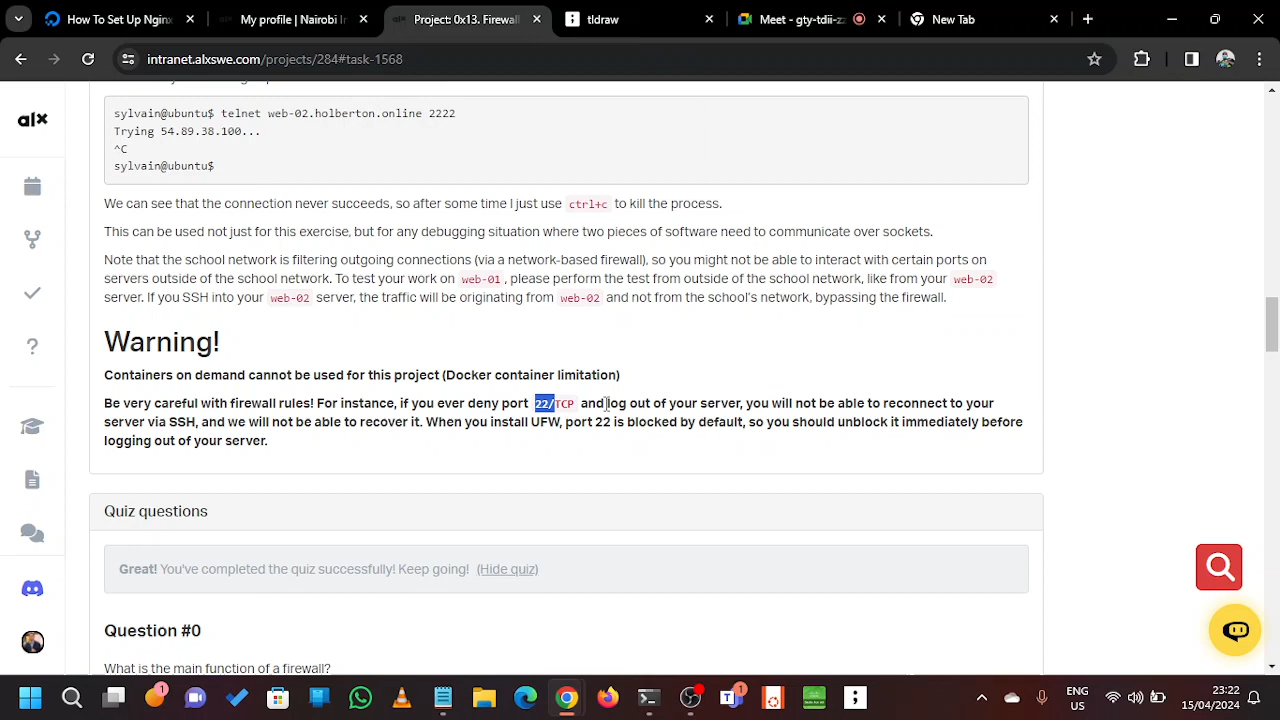 How To Set Up Nginx
My profile | Nairobi Ir
Project: 0x13. Firewall
tldraw
Meet - gty-tdii-z
New Tab
intranet.alxswe.com/projects/284#task-1568
alx
sylvain@ubuntu$ telnet web-02.holberton.online 2222
Trying 54.89.38.100...
^C
sylvain@ubuntu$
We can see that the connection never succeeds, so after some time I just use ctrl+c to kill the process.
This can be used not just for this exercise, but for any debugging situation where two pieces of software need to communicate over sockets.
Note that the school network is filtering outgoing connections (via a network-based firewall), so you might not be able to interact with certain ports on
servers outside of the school network. To test your work on web-01, please perform the test from outside of the school network, like from your web-02
server. If you SSH into your web-02 server, the traffic will be originating from web-02 and not from the school's network, bypassing the firewall.
Warning!
Containers on demand cannot be used for this project (Docker container limitation)
Be very careful with firewall rules! For instance, if you ever deny port 22/TCP and log out of your server, you will not be able to reconnect to your
server via SSH, and we will not be able to recover it. When you install UFW, port 22 is blocked by default, so you should unblock it immediately before
logging out of your server.
Quiz questions
Great! You've completed the quiz successfully! Keep going! (Hide quiz)
Question #0
What is the main function of a firewall?
1
1
ENG
US
23:22
15/04/2024